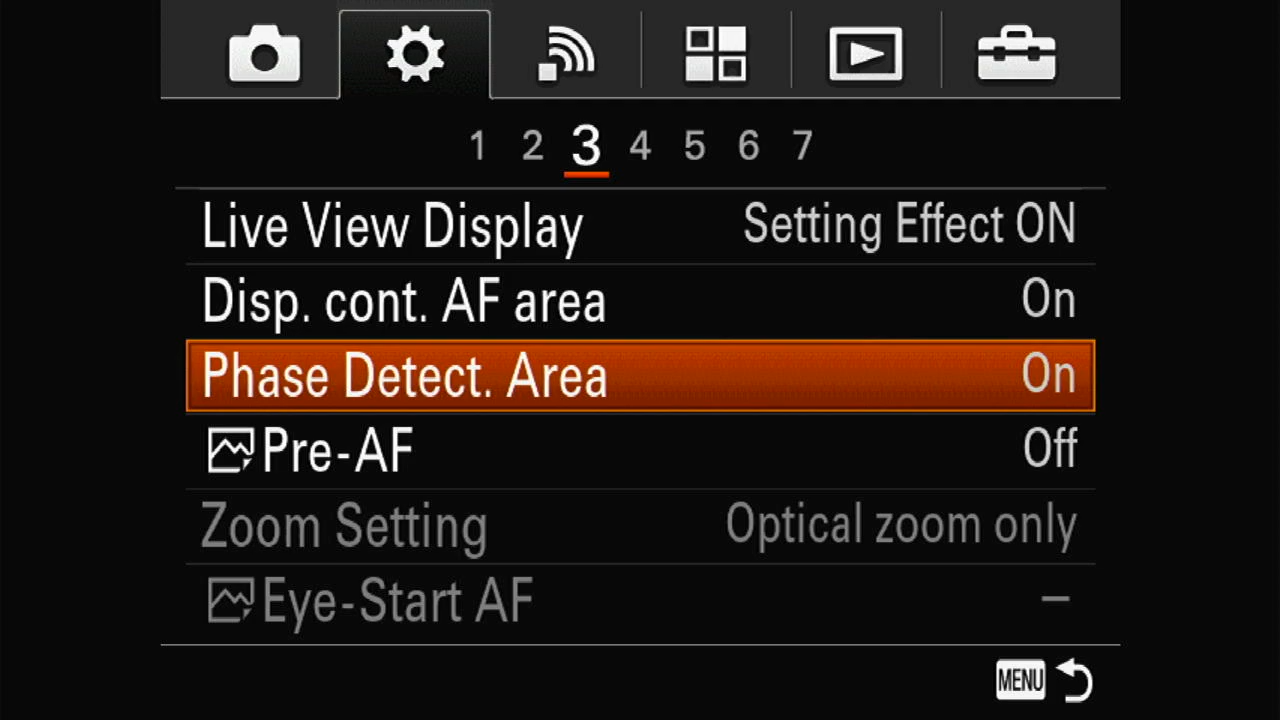 1 2 3 4 5 6 7
Live View Display Setting Effect ON
Disp. cont. AF area On
Phase Detect. Area On
Pre-AF Off
Zoom Setting Optical zoom only
Eye-Start AF –
MENU